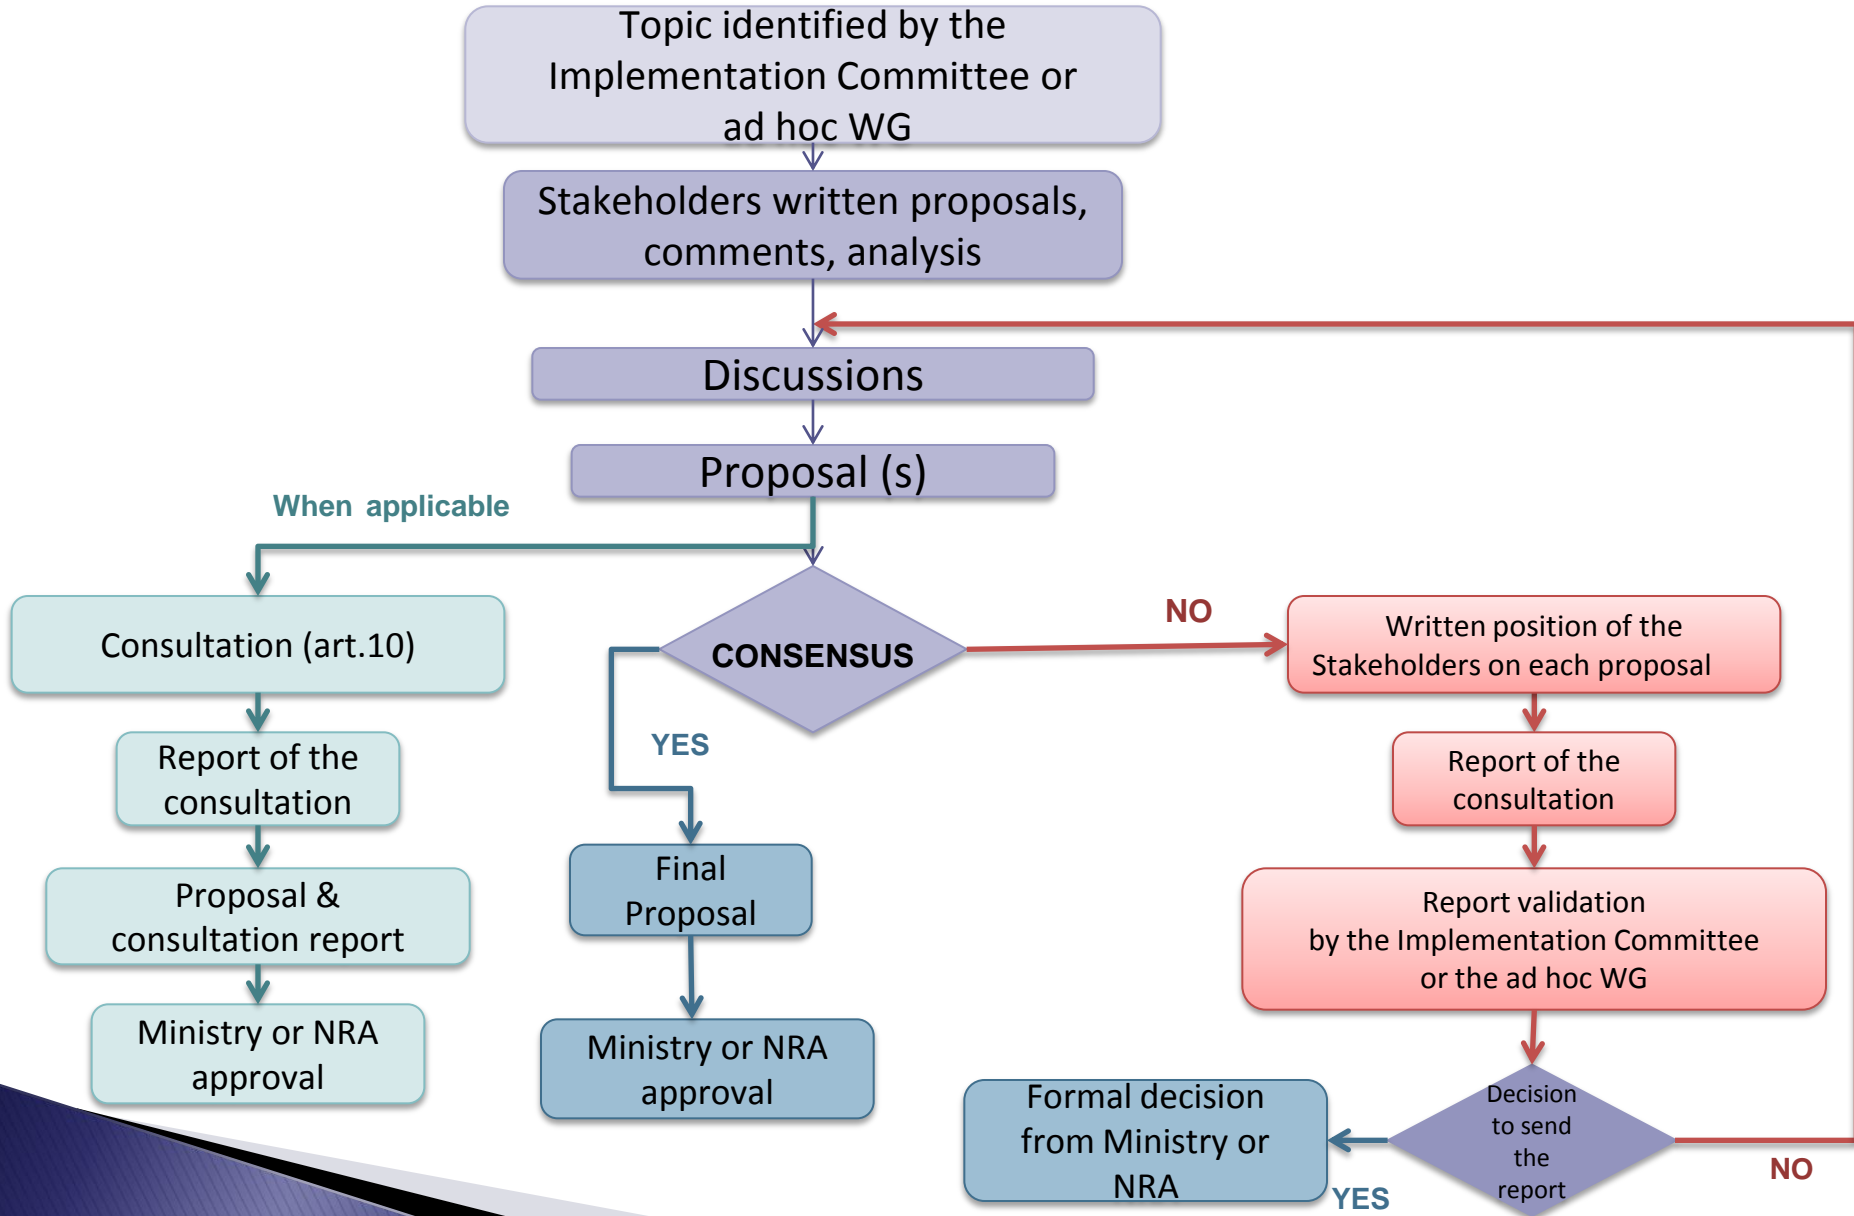 Topic identified by the
Implementation Committee or
ad hoc WG
Stakeholders written proposals,
comments, analysis
Discussions
Proposal (s)
When applicable
Consultation (art.10)
Report of the
consultation
Proposal &
consultation report
Ministry or NRA
approval
CONSENSUS
YES
Final
Proposal
Ministry or NRA
approval
NO
Written position of the
Stakeholders on each proposal
Report of the
consultation
Report validation
by the Implementation Committee
or the ad hoc WG
Decision
to send
the
report
NO
YES
Formal decision
from Ministry or
NRA